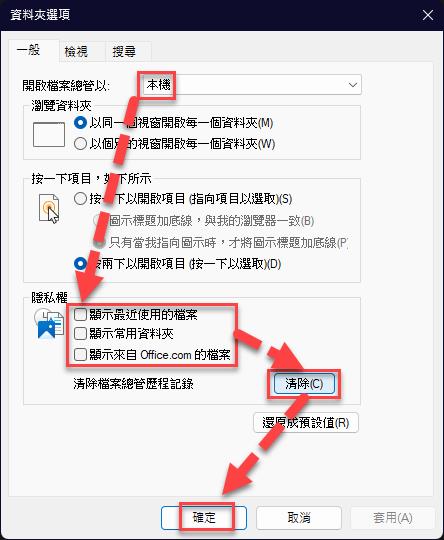 資料夾選項
一般 檢視 搜尋
開啟檔案總管以: 本機
瀏覽資料夾
以同一個視窗開啟每一個資料夾(M)
以個別的視窗開啟每一個資料夾(W)
按一下項目，如下所示
按一下以開啟項目 (指向項目以選取)(S)
圖示標題加底線，與我的瀏覽器一致(B)
只有當我指向圖示時，才將圖示標題加底線(P)
按兩下以開啟項目 (按一下以選取)(D)
隱私權
顯示最近使用的檔案
顯示常用資料夾
顯示來自 Office.com 的檔案
清除檔案總管歷程記錄 清除(C)
還原成預設值(R)
確定 取消 套用(A)